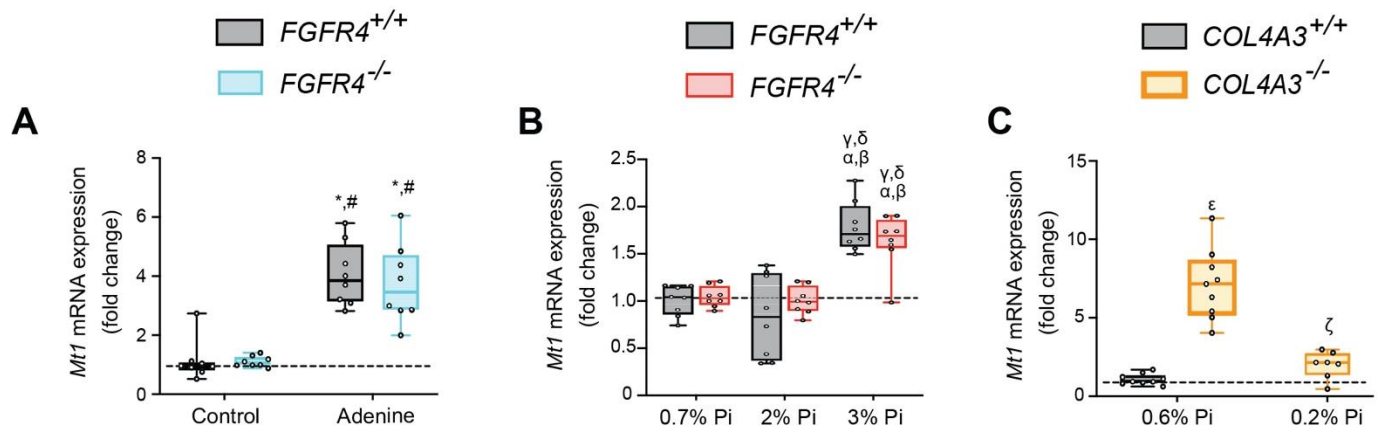 FGFR4+/+
FGFR4-/-
A
Mt1 mRNA expression
(fold change)
8
6
4
2
0
*,#
*,#
Control
Adenine
FGFR4+/+
FGFR4-/-
B
Mt1 mRNA expression
(fold change)
2.5
2.0
1.5
1.0
0.5
0
γ,δ
α,β
γ,δ
α,β
0.7% Pi
2% Pi
3% Pi
COL4A3+/+
COL4A3-/-
C
Mt1 mRNA expression
(fold change)
15
10
5
0
ε
ζ
0.6% Pi
0.2% Pi